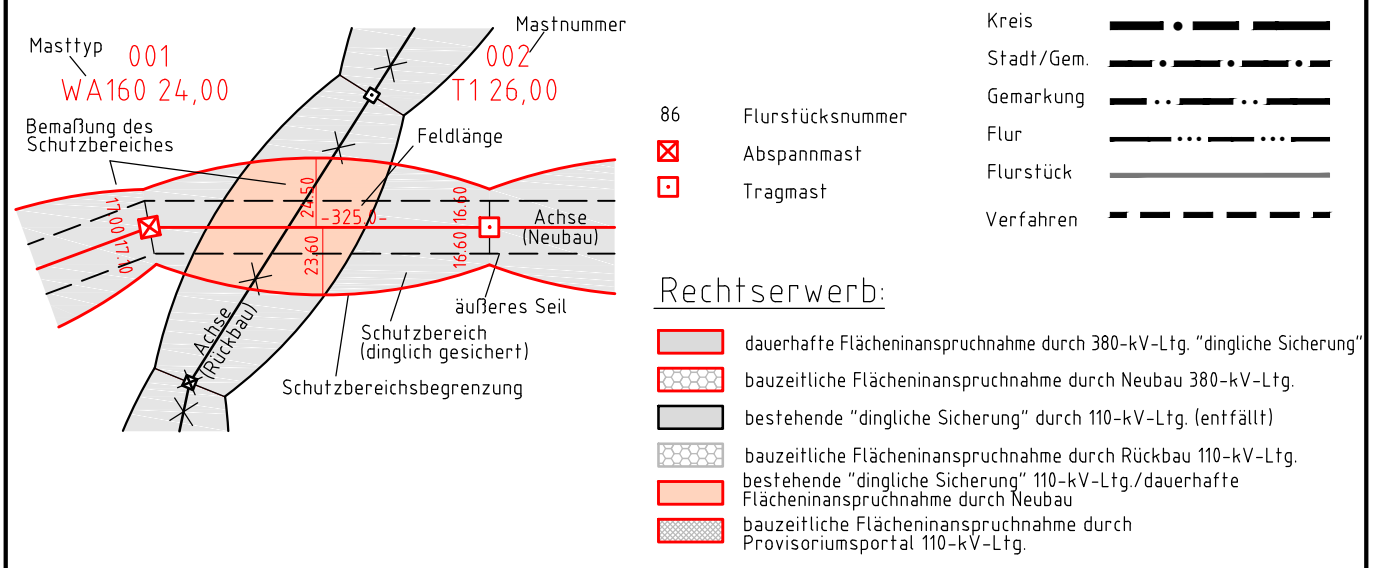 Masttyp
001
WA160 24,00
Mastnummer
002
T1 26,00
Bemaßung des
Schutzbereiches
Feldlänge
17.00
17.10
24.50
-325.0-
23.60
16.60
16.60
Achse
(Neubau)
äußeres Seil
Achse
(Rückbau)
Schutzbereich
(dinglich gesichert)
Schutzbereichsbegrenzung
86 Flurstücksnummer
Abspannmast
Tragmast
Kreis
Stadt/Gem.
Gemarkung
Flur
Flurstück
Verfahren
Rechtserwerb:
dauerhafte Flächeninanspruchnahme durch 380-kV-Ltg. "dingliche Sicherung"
bauzeitliche Flächeninanspruchnahme durch Neubau 380-kV-Ltg.
bestehende "dingliche Sicherung" durch 110-kV-Ltg. (entfällt)
bauzeitliche Flächeninanspruchnahme durch Rückbau 110-kV-Ltg.
bestehende "dingliche Sicherung" 110-kV-Ltg./dauerhafte
Flächeninanspruchnahme durch Neubau
bauzeitliche Flächeninanspruchnahme durch
Provisoriumsportal 110-kV-Ltg.